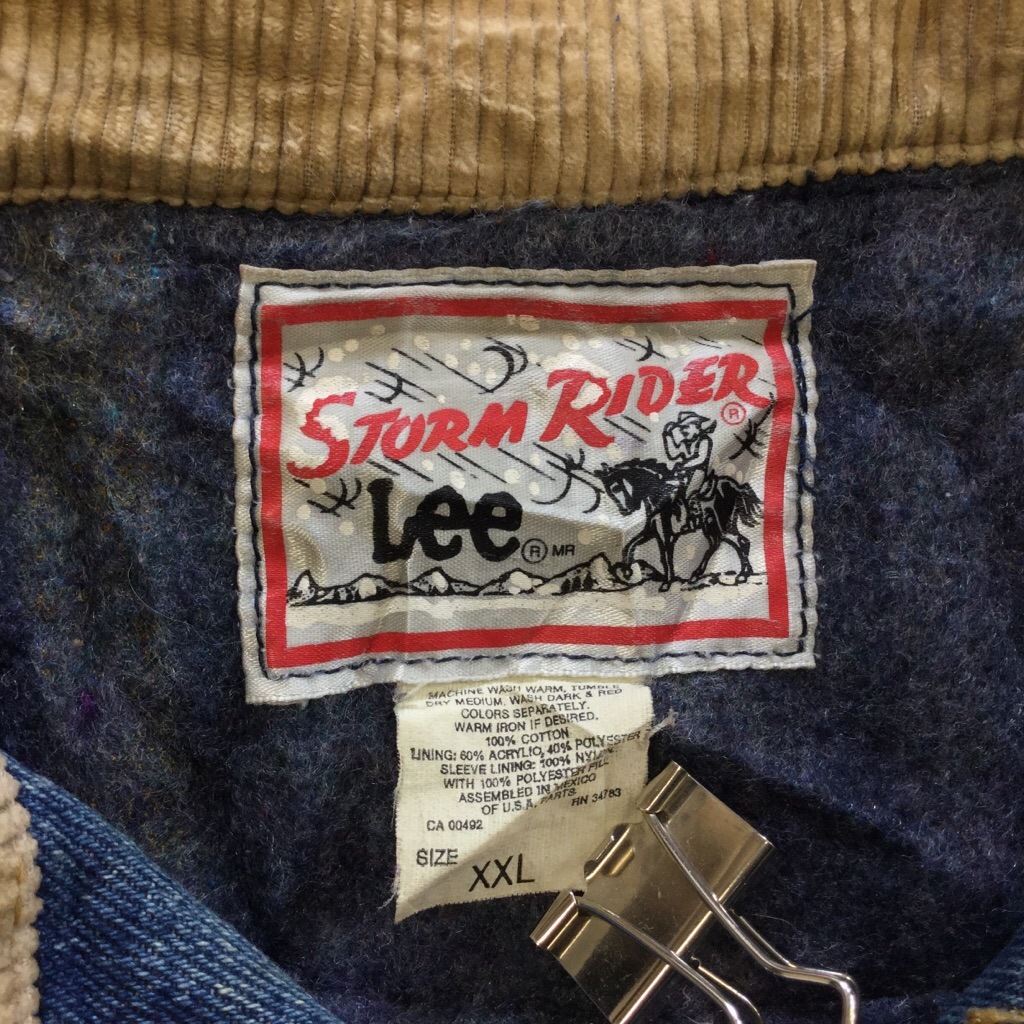 STORM RIDER ®
Lee ® MR
MACHINE WASH WARM, TUMBLE
DRY MEDIUM, WASH DARK & RED
COLORS SEPARATELY.
WARM IRON IF DESIRED.
100% COTTON
LINING: 60% ACRYLIC, 40% POLYESTER
SLEEVE LINING: 100% NYLON
WITH 100% POLYESTER FILL
ASSEMBLED IN MEXICO
OF U.S.A. PARTS
RN 34783
CA 00492
SIZE XXL